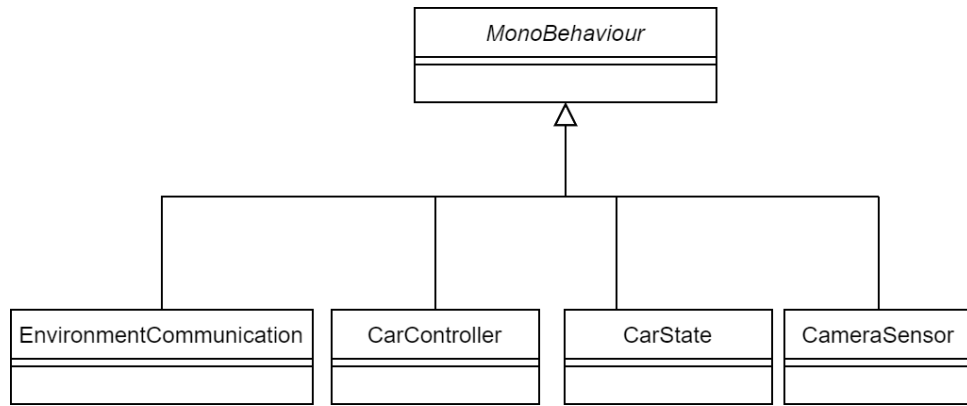 MonoBehaviour
EnvironmentCommunication
CarController
CarState
CameraSensor